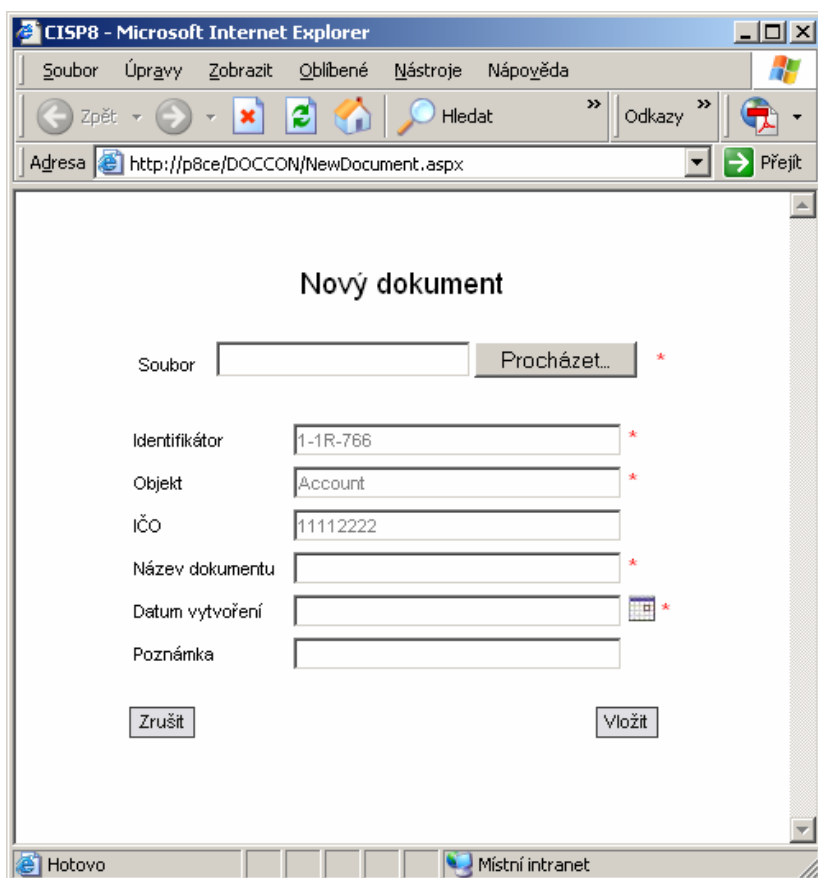 CISP8 - Microsoft Internet Explorer
Soubor Úpravy Zobrazit Oblíbené Nástroje Nápověda
Zpět Hledat » Odkazy »
Adresa http://p8ce/DOCCON/NewDocument.aspx Přejít
Nový dokument
Soubor Procházet... *
Identifikátor 1-1R-766 *
Objekt Account *
IČO 11112222
Název dokumentu *
Datum vytvoření *
Poznámka
Zrušit Vložit
Hotovo Místní intranet